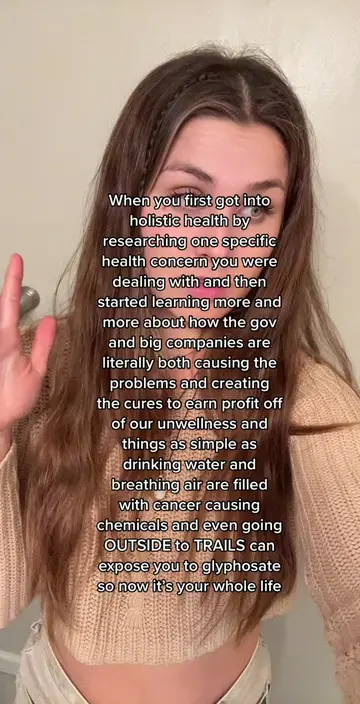 When you first got into
holistic health by
researching one specific
health concern you were
dealing with and then
started learning more and
more about how the gov
and big companies are
literally both causing the
problems and creating
the cures to earn profit off
of our unwellness and
things as simple as
drinking water and
breathing air are filled
with cancer causing
chemicals and even going
OUTSIDE to TRAILS can
expose you to glyphosate
so now it's your whole life